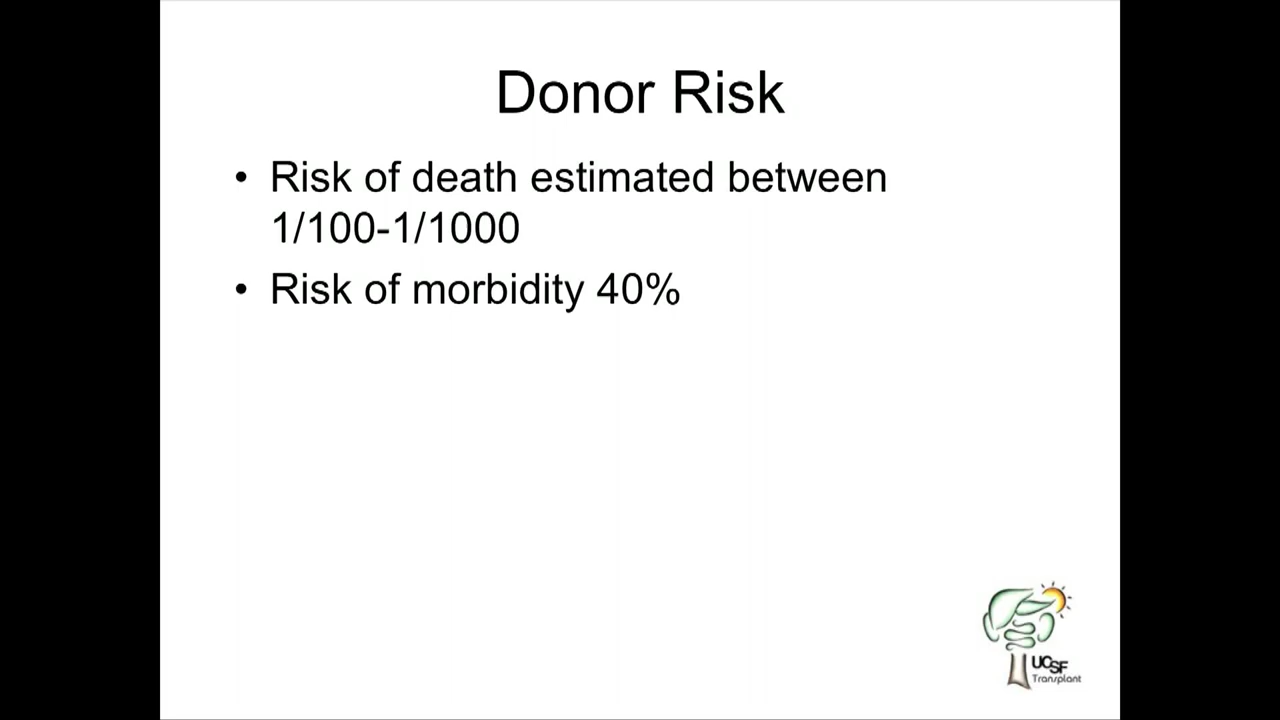 Donor Risk
• Risk of death estimated between
1/100-1/1000
• Risk of morbidity 40%
UCSF
Transplant